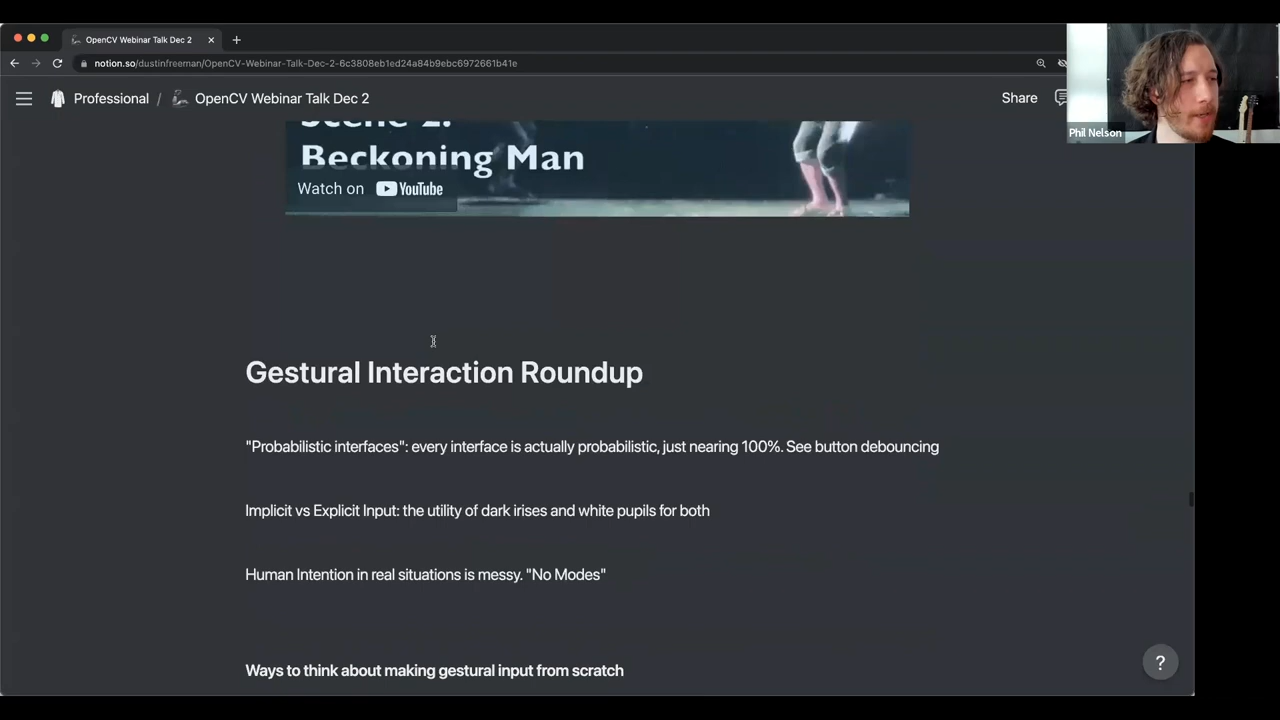 OpenCV Webinar Talk Dec 2
notion.so/dustinfreeman/OpenCV-Webinar-Talk-Dec-2-6c3808eb1ed24a84b9ebc6972661b41e
Professional / OpenCV Webinar Talk Dec 2
Share
Phil Nelson
Scene 2:
Beckoning Man
Watch on YouTube
Gestural Interaction Roundup
"Probabilistic interfaces": every interface is actually probabilistic, just nearing 100%. See button debouncing
Implicit vs Explicit Input: the utility of dark irises and white pupils for both
Human Intention in real situations is messy. "No Modes"
Ways to think about making gestural input from scratch
?